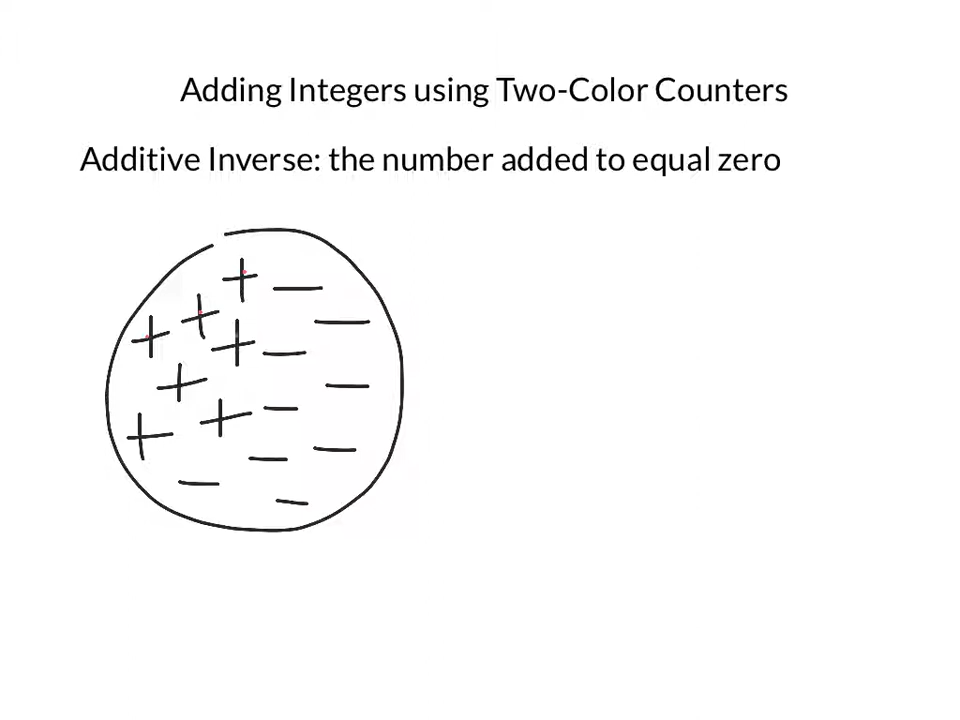 Adding Integers using Two-Color Counters
Additive Inverse: the number added to equal zero
+ —
+ —
+ + —
+ —
+ + —
— —
— —